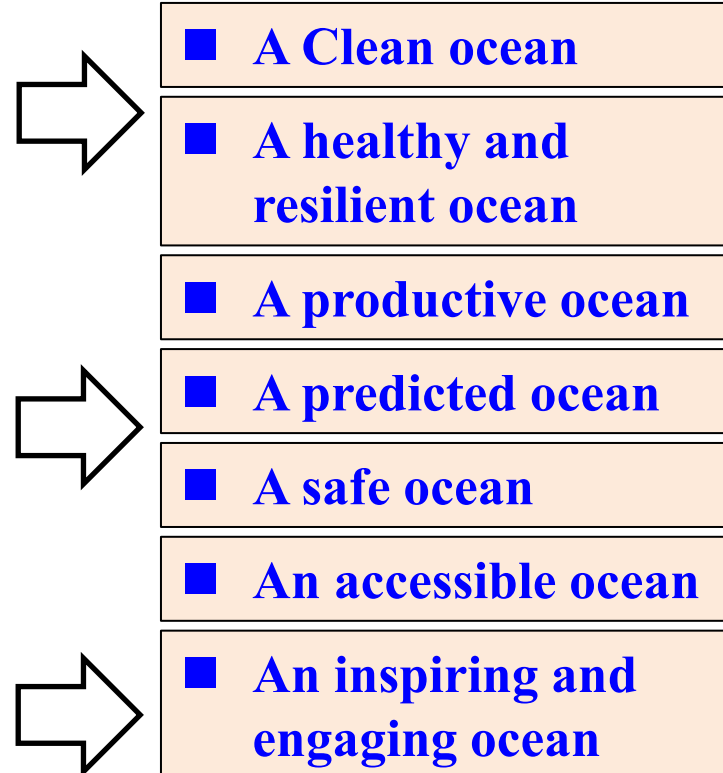 A Clean ocean
A healthy and
resilient ocean
A productive ocean
A predicted ocean
A safe ocean
An accessible ocean
An inspiring and
engaging ocean